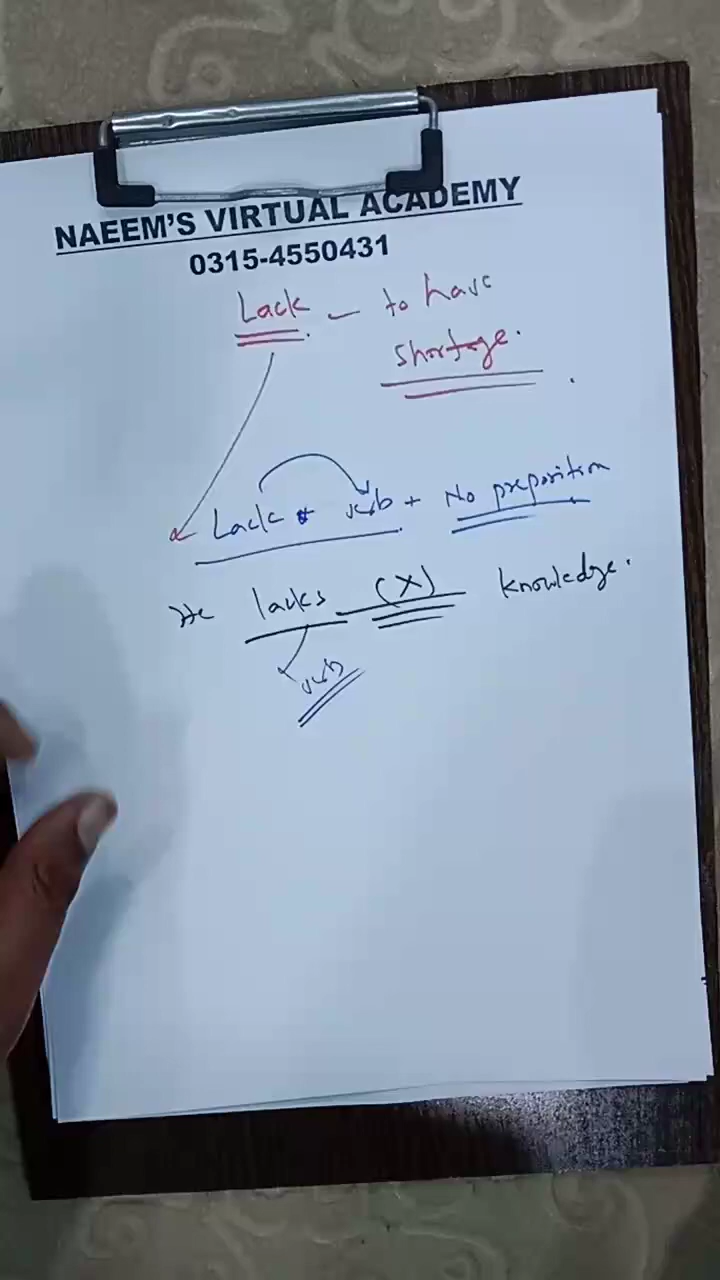 NAEEM'S VIRTUAL ACADEMY
0315-4550431
Lack - to have
shortage.
Lack verb + No preposition
He lacks (X) knowledge.
verb